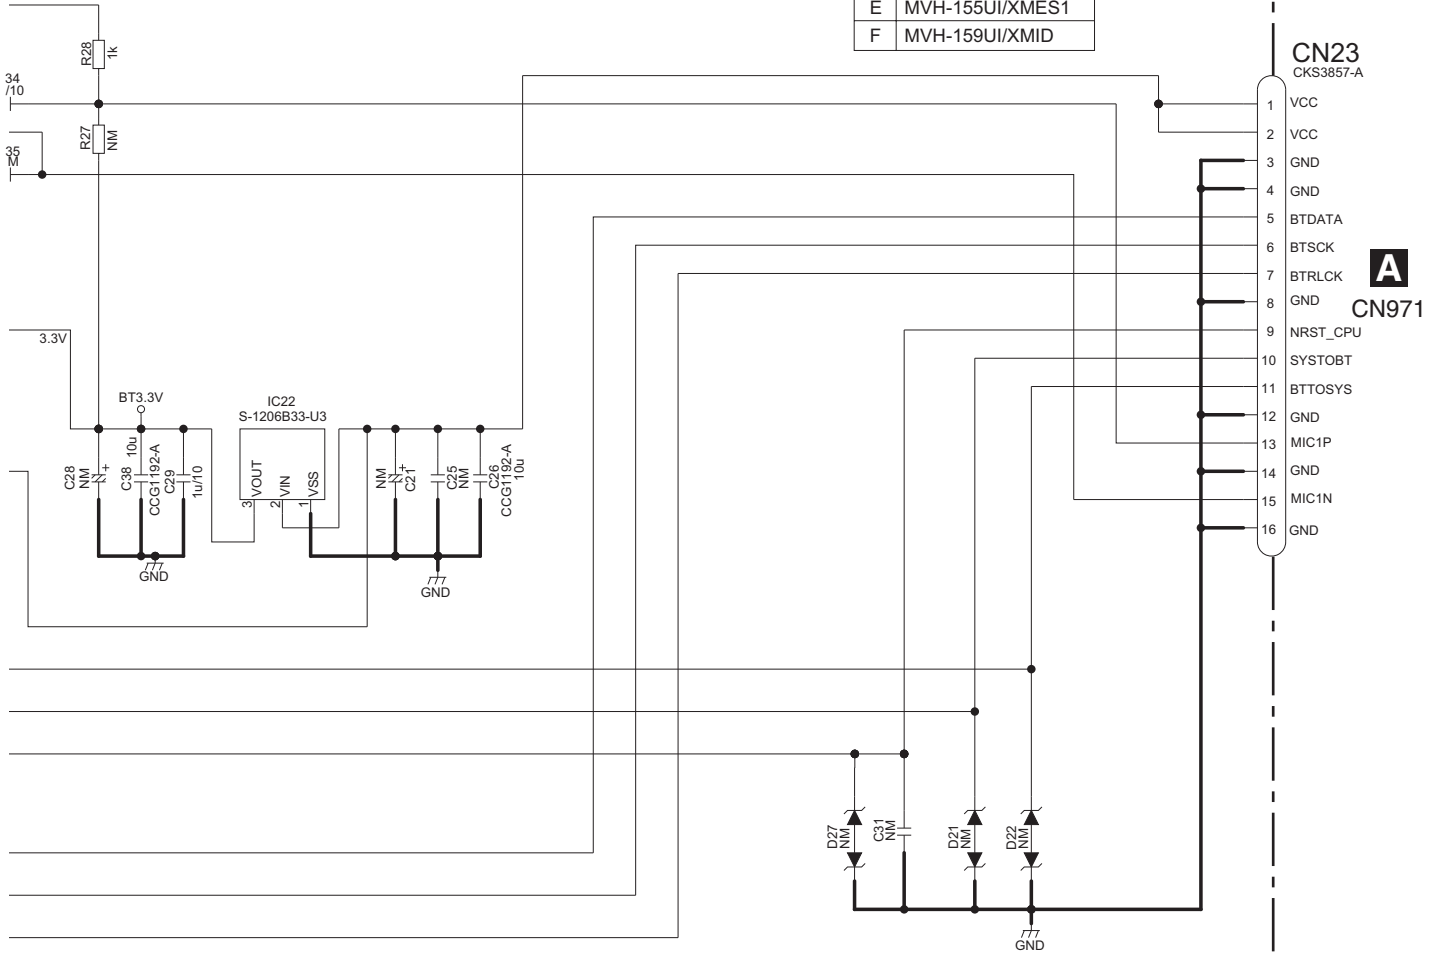 E MVH-155UI/XMES1
F MVH-159UI/XMID
CN23
CKS3857-A
R28
1k
34
/10
R27
NM
35
M
1 VCC
2 VCC
3 GND
4 GND
5 BTDATA
6 BTSCK
7 BTRLCK
8 GND
9 NRST_CPU
10 SYSTOBT
11 BTTOSYS
12 GND
13 MIC1P
14 GND
15 MIC1N
16 GND
A
CN971
3.3V
BT3.3V
IC22
S-1206B33-U3
C28
NM
+
C38
10u
CCG1192-A
C29
1u/10
3 VOUT
2 VIN
1 VSS
NM
+
C21
C25
NM
C26
CCG1192-A
10u
GND
GND
D27
NM
C31
NM
D21
NM
D22
NM
GND